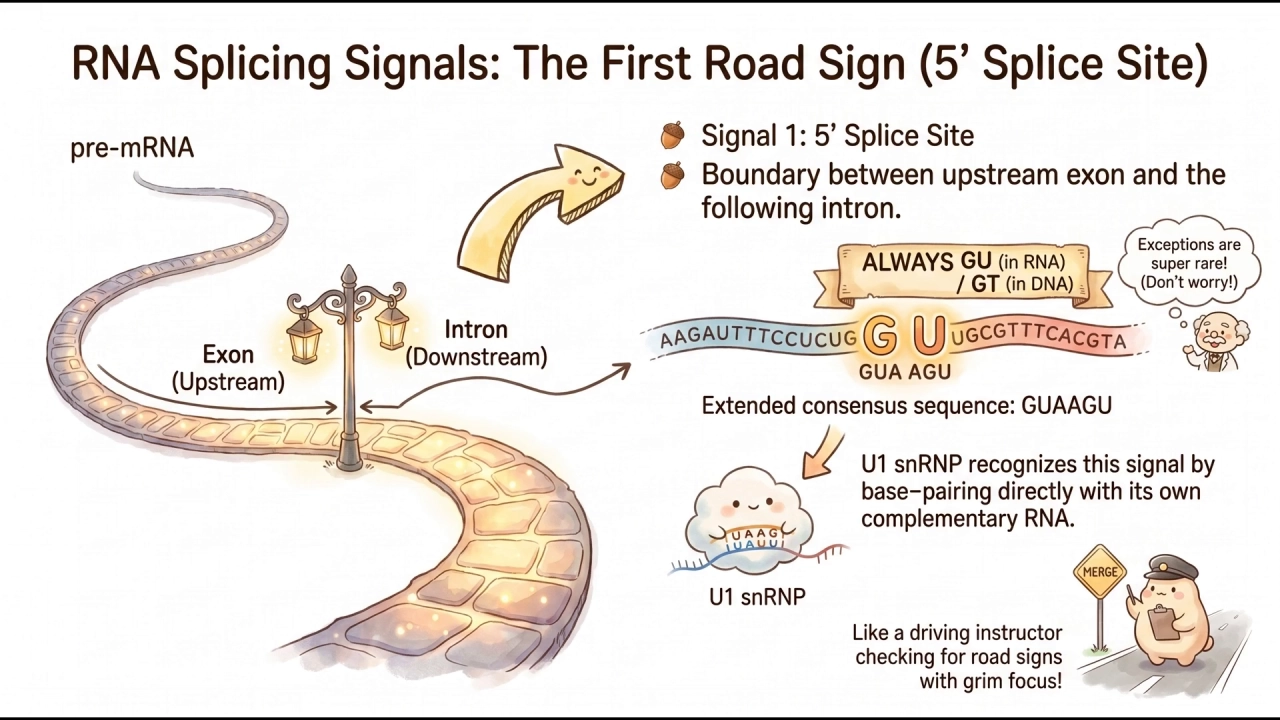 RNA Splicing Signals: The First Road Sign (5’ Splice Site)
pre-mRNA
Exon
(Upstream)
Intron
(Downstream)
Signal 1: 5’ Splice Site
Boundary between upstream exon and the
following intron.
ALWAYS GU (in RNA)
/ GT (in DNA)
Exceptions are
super rare!
(Don’t worry!)
AAGAUTTTCCUCUG GU UGCGTTTCACGTA
GUA AGU
Extended consensus sequence: GUAAGU
U1 snRNP recognizes this signal by
base-pairing directly with its own
complementary RNA.
UAAG
U1 snRNP
MERGE
Like a driving instructor
checking for road signs
with grim focus!